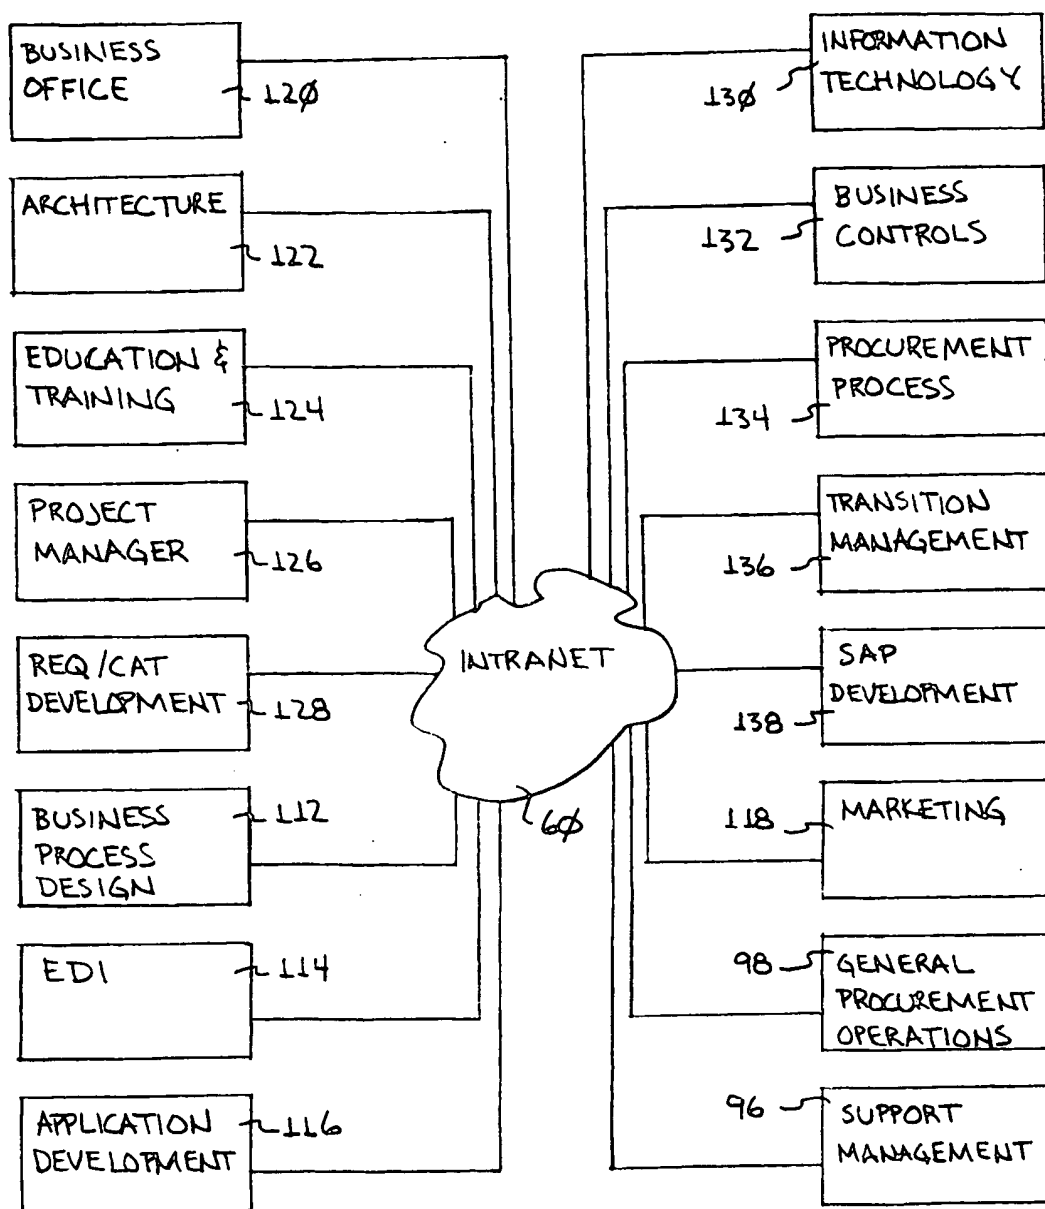 BUSINESS
OFFICE
120
ARCHITECTURE
122
EDUCATION &
TRAINING
124
PROJECT
MANAGER
126
REQ/CAT
DEVELOPMENT
128
BUSINESS
PROCESS
DESIGN
112
EDI
114
APPLICATION
DEVELOPMENT
116
INTRANET
60
INFORMATION
TECHNOLOGY
130
BUSINESS
CONTROLS
132
PROCUREMENT
PROCESS
134
TRANSITION
MANAGEMENT
136
SAP
DEVELOPMENT
138
MARKETING
118
GENERAL
PROCUREMENT
OPERATIONS
98
SUPPORT
MANAGEMENT
96